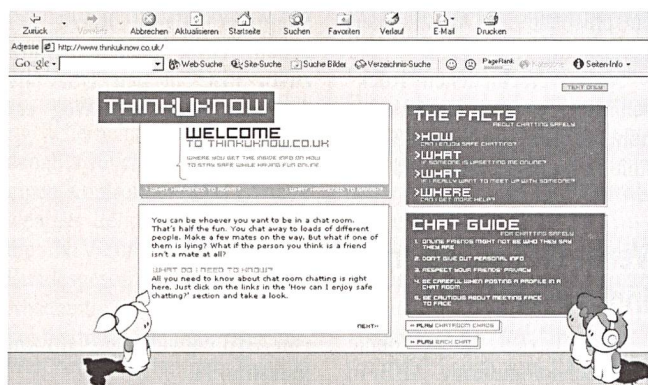 Zurück
Abbrechen Aktualisieren Startseite Suchen Favoriten Verlauf E-Mail Drucken
Adresse http://www.thinkuknow.co.uk/
Google Web-Suche Site-Suche Suche Bilder Verzeichnis-Suche PageRank Seiten-Info
TEXT ONLY
THINKUKNOW
WELCOME
TO THINKUKNOW.CO.UK
WHERE YOU GET THE INSIDE INFO ON HOW
TO STAY SAFE WHILE HAVING FUN ONLINE
> WHAT HAPPENED TO ADAM? > WHAT HAPPENED TO SARAH?
You can be whoever you want to be in a chat room.
That's half the fun. You chat away to loads of different
people. Make a few mates on the way. But what if one of
them is lying? What if the person you think is a friend
isn't a mate at all?
WHAT DO I NEED TO KNOW?
All you need to know about chat room chatting is right
here. Just click on the links in the 'How can I enjoy safe
chatting?' section and take a look.
NEXT>
THE FACTS
ABOUT CHATTING SAFELY
>HOW
CAN I ENJOY SAFE CHATTING?
>WHAT
IF SOMEONE IS UPSETTING ME ONLINE?
>WHAT
IF I REALLY WANT TO MEET UP WITH SOMEONE?
>WHERE
CAN I GET MORE HELP?
CHAT GUIDE
FOR CHATTING SAFELY
1. ONLINE FRIENDS MIGHT NOT BE WHO THEY SAY
THEY ARE
2. DON'T GIVE OUT PERSONAL INFO
3. RESPECT YOUR FRIENDS' PRIVACY
4. BE CAREFUL WHEN POSTING A PROFILE IN A
CHAT ROOM
5. BE CAUTIOUS ABOUT MEETING FACE
TO FACE
> PLAY CHATROOM CHAOS
> PLAY BACK CHAT